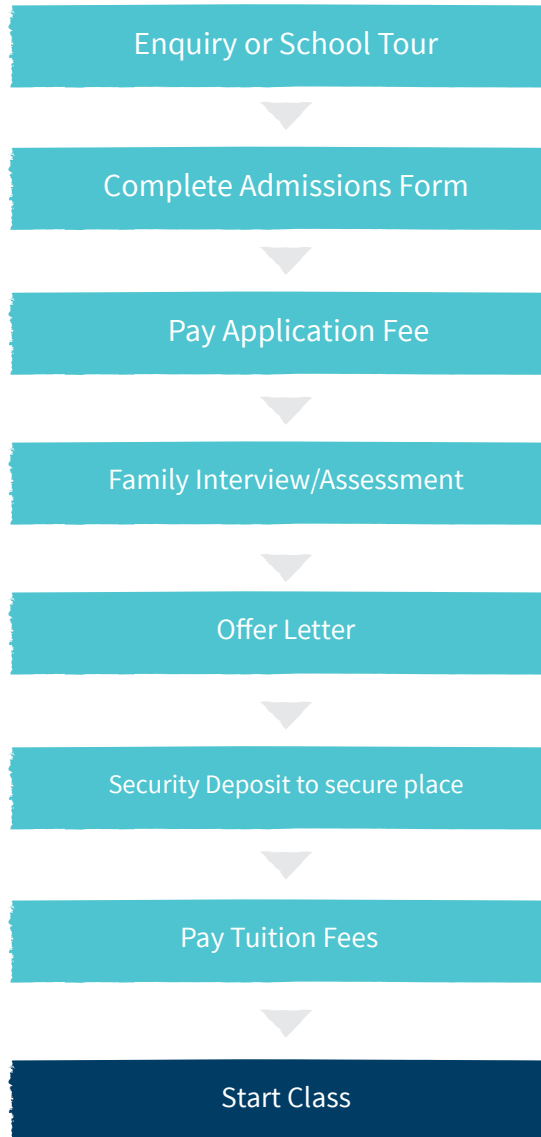 Enquiry or School Tour
Complete Admissions Form
Pay Application Fee
Family Interview/Assessment
Offer Letter
Security Deposit to secure place
Pay Tuition Fees
Start Class